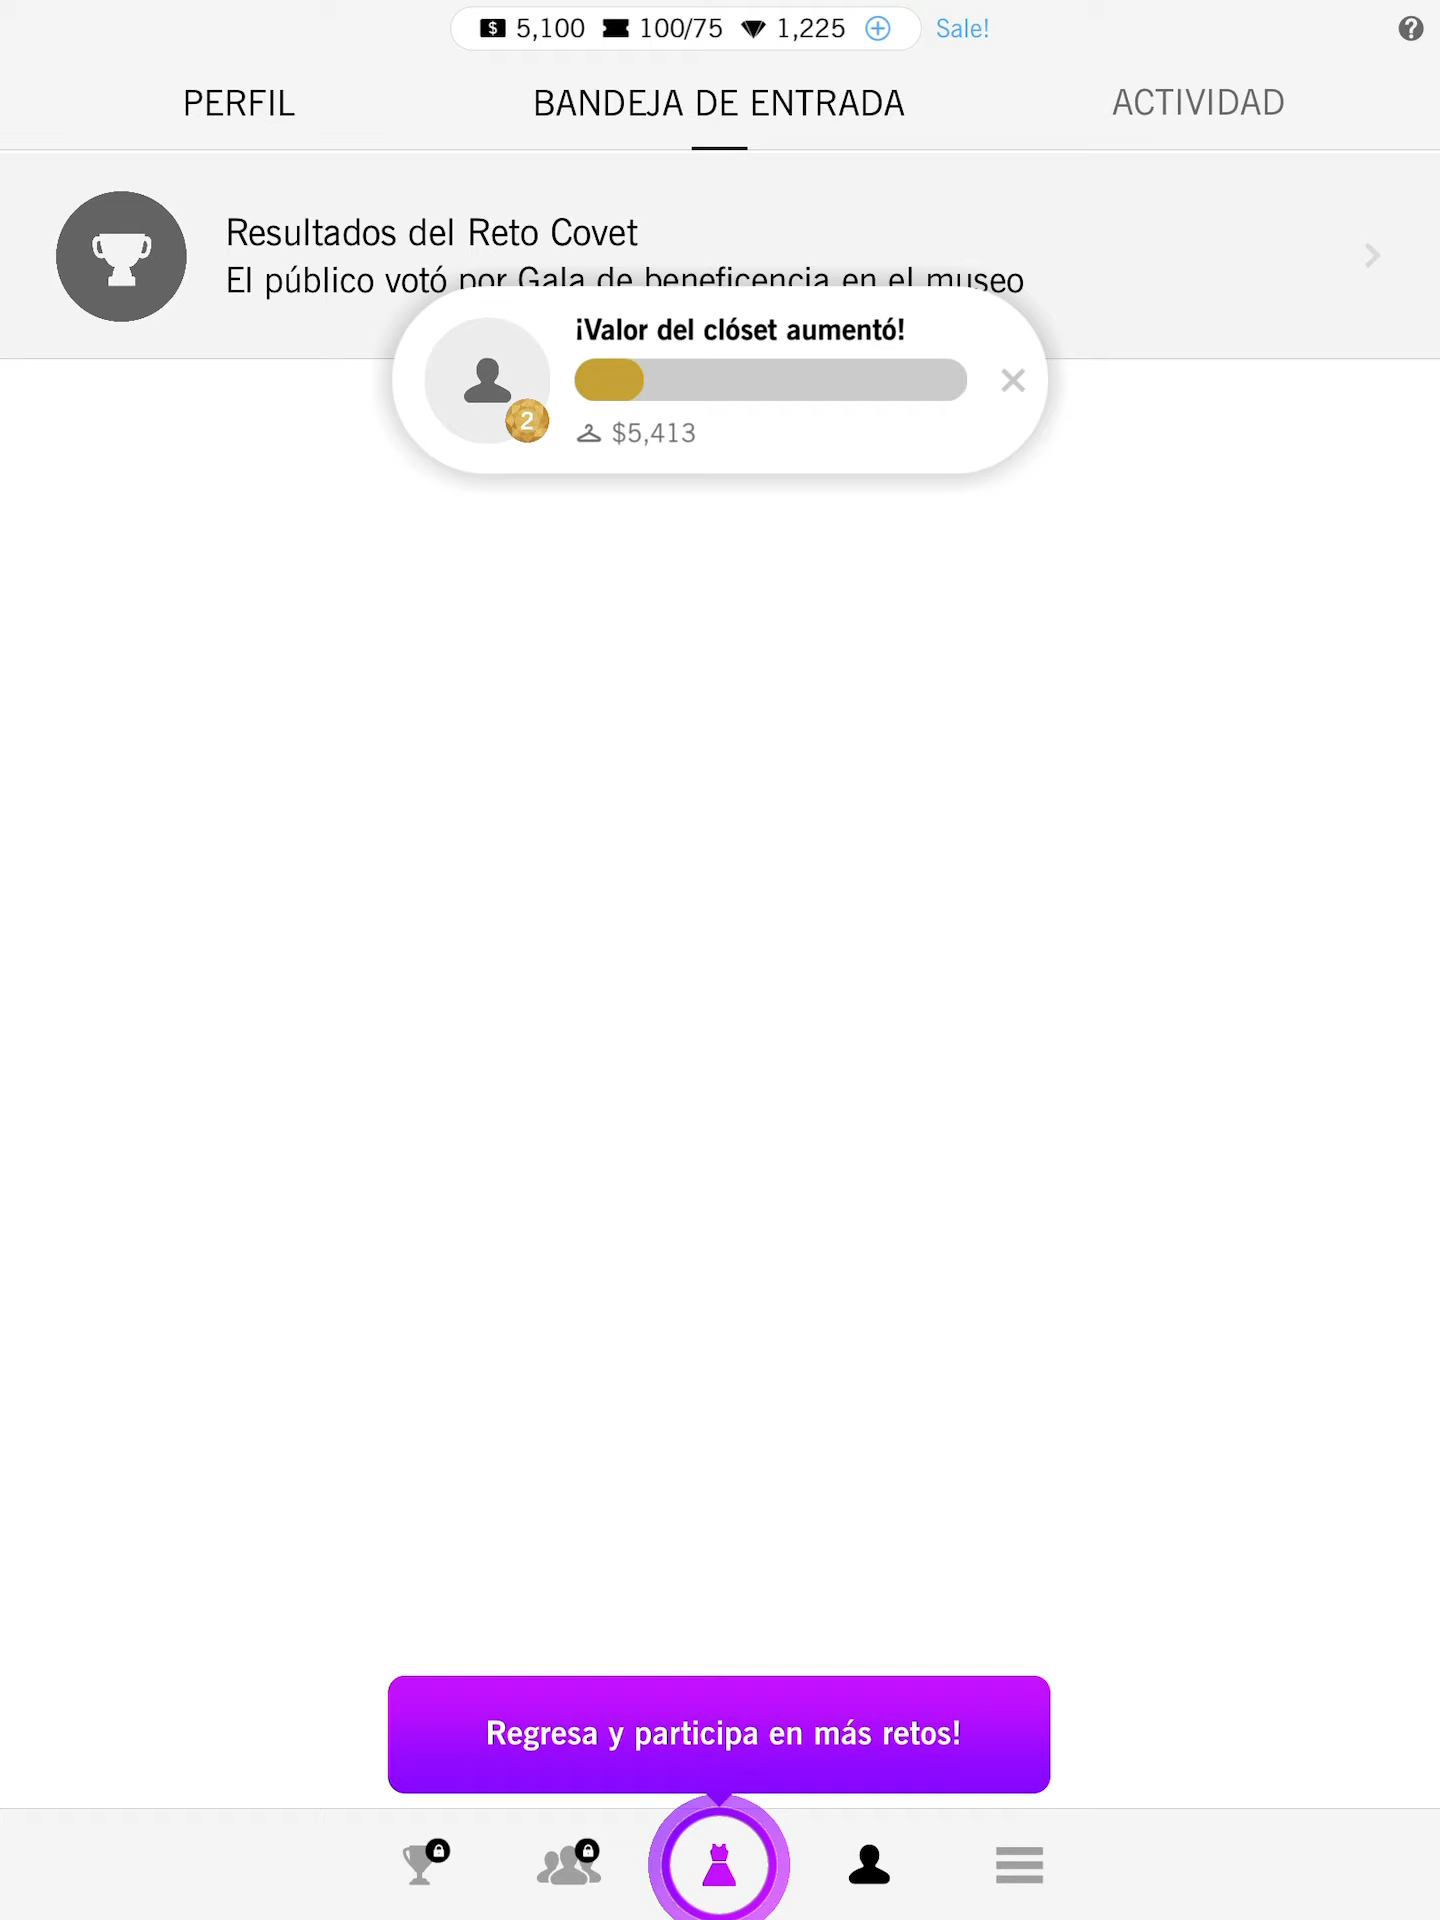 $ 5,100 100/75 1,225 Sale! ?
PERFIL BANDEJA DE ENTRADA ACTIVIDAD
Resultados del Reto Covet
El público votó por Gala de beneficencia en el museo
¡Valor del clóset aumentó!
2
$5,413
Regresa y participa en más retos!